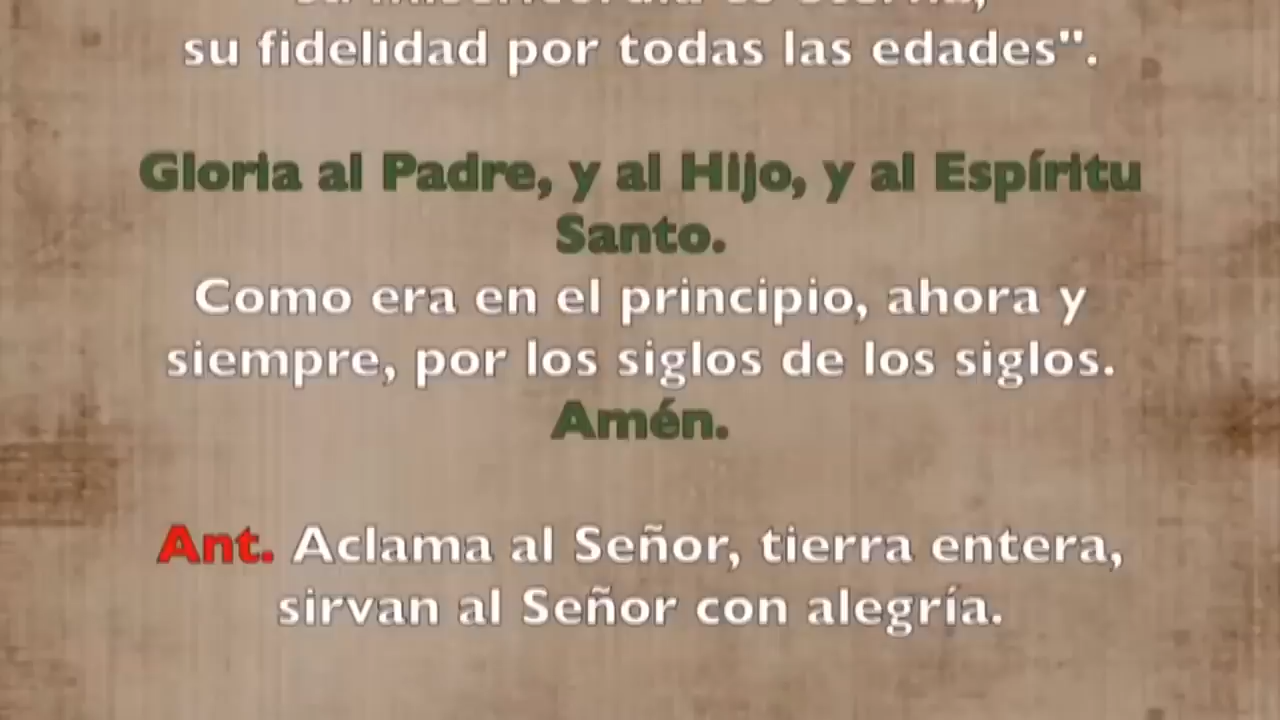 su fidelidad por todas las edades".
Gloria al Padre, y al Hijo, y al Espíritu
Santo.
Como era en el principio, ahora y
siempre, por los siglos de los siglos.
Amén.
Ant. Aclama al Señor, tierra entera,
sirvan al Señor con alegría.